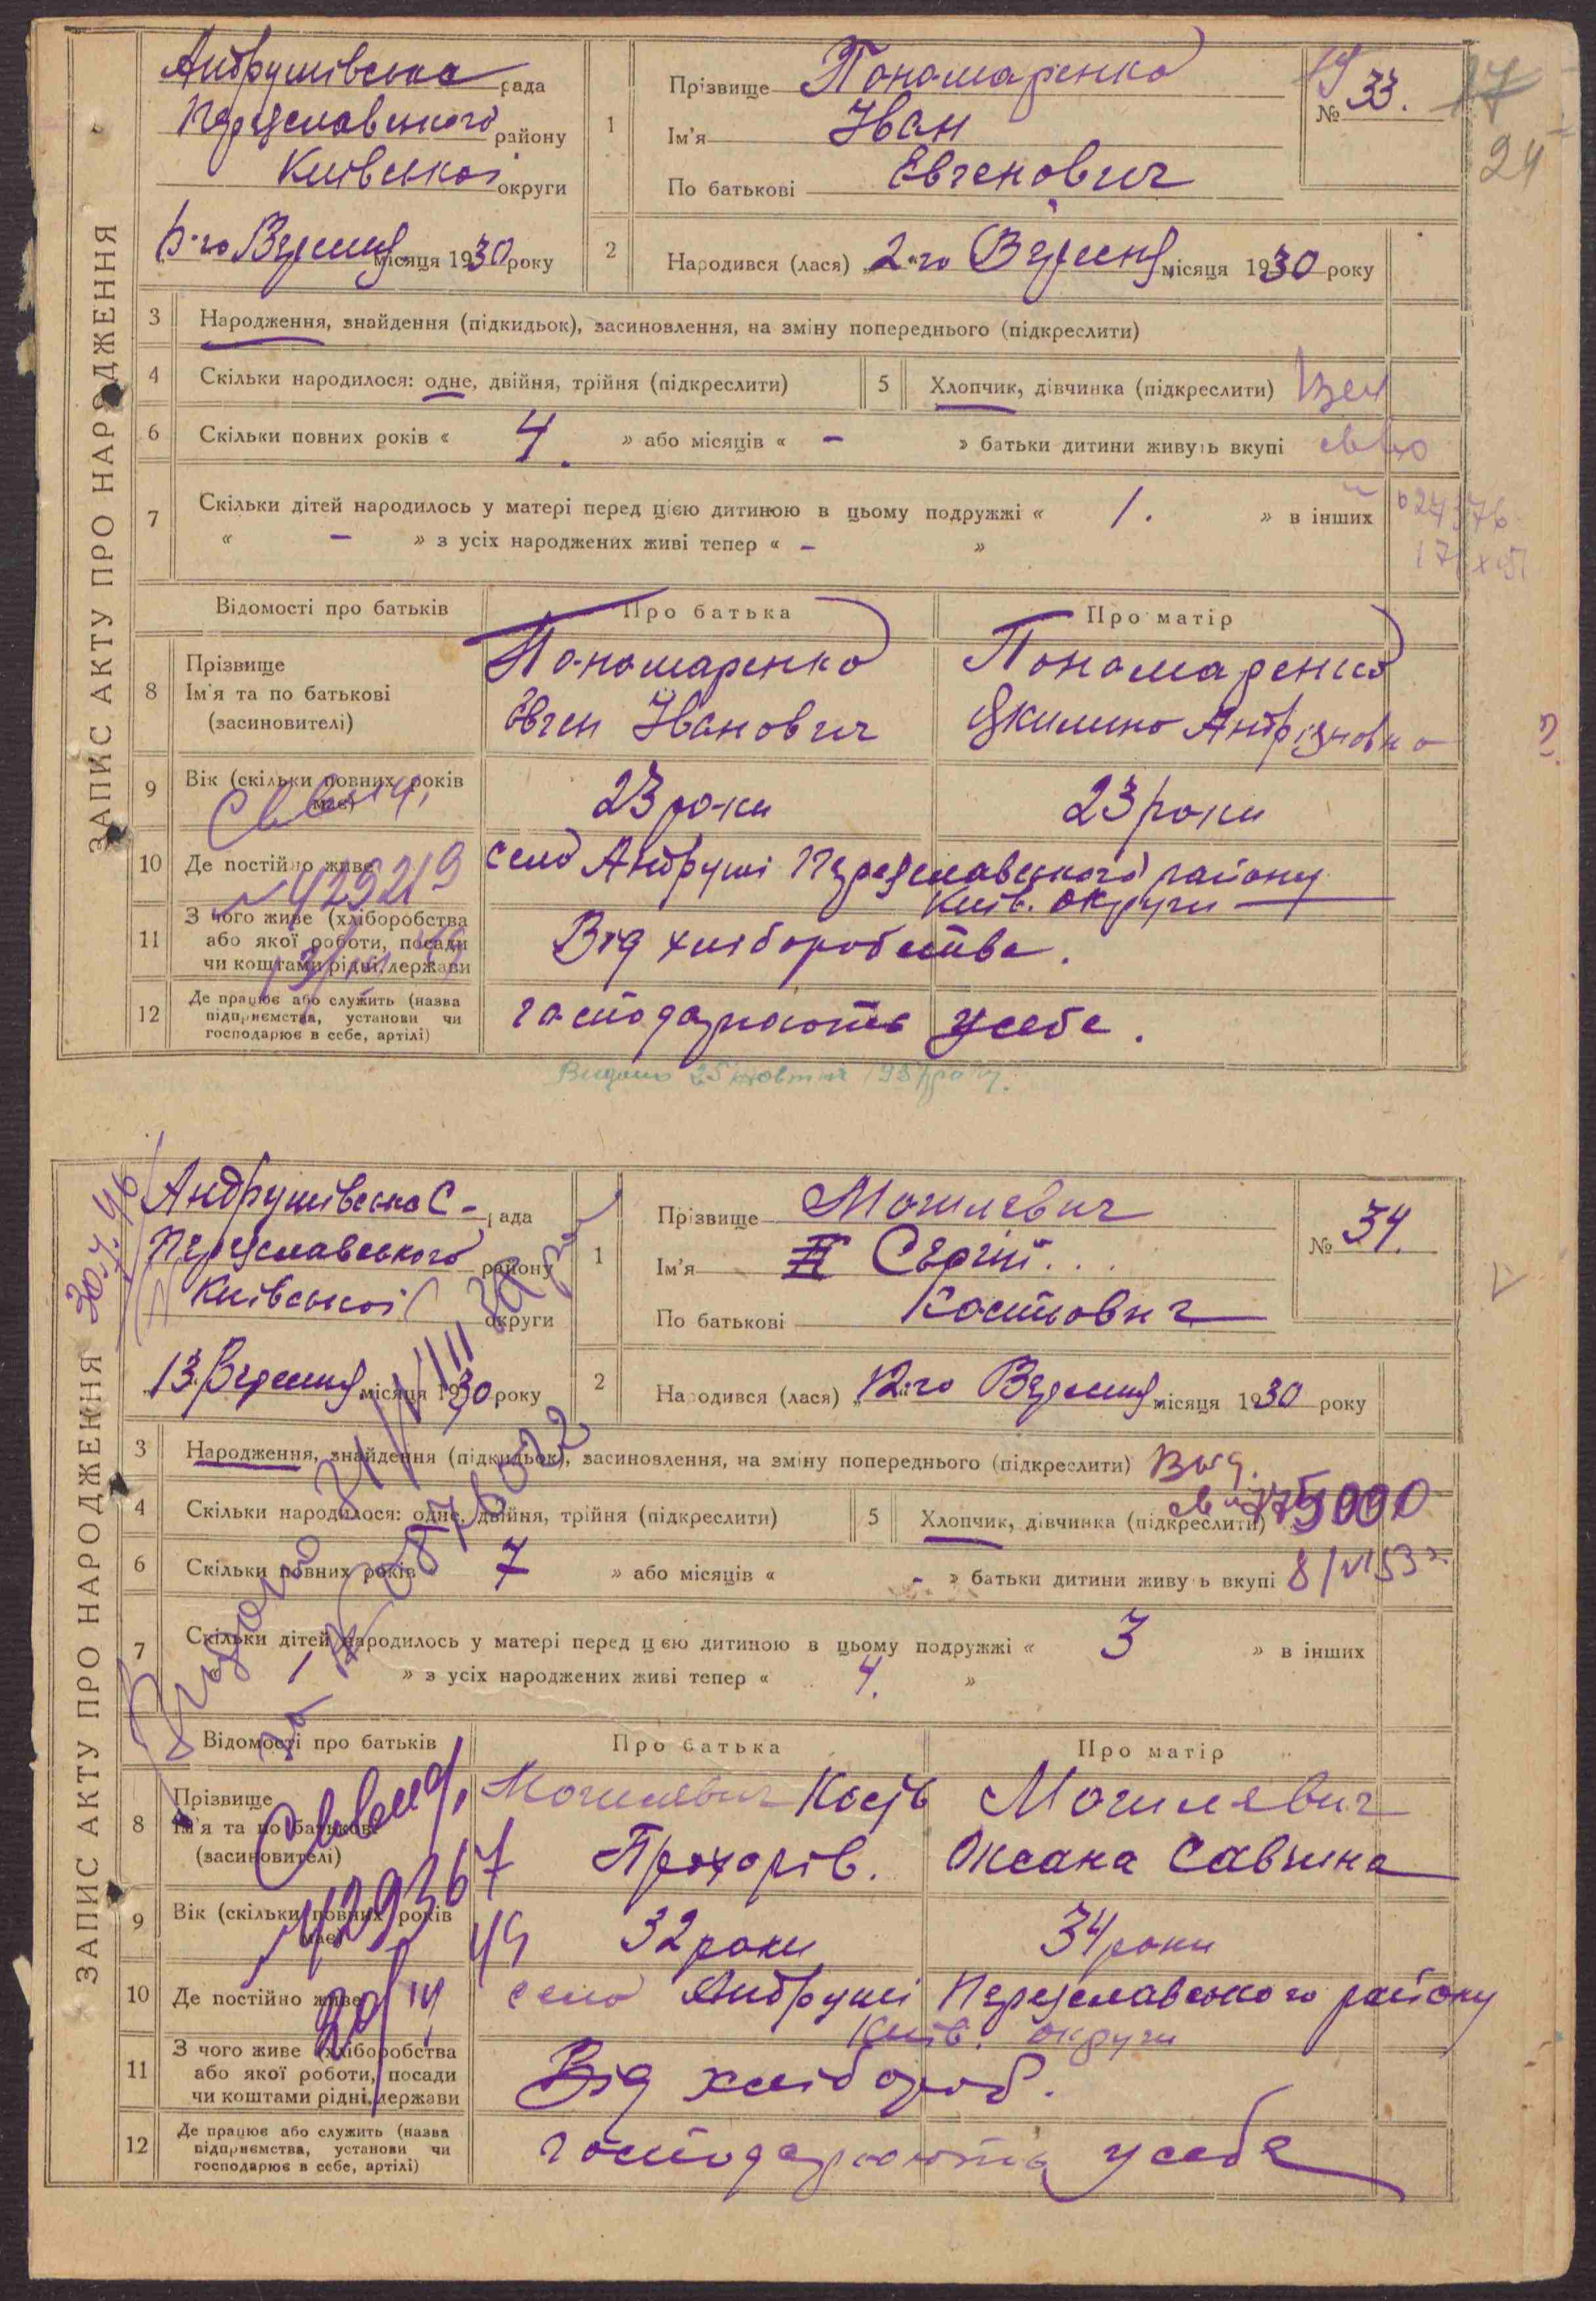 ЗАПИС АКТУ ПРО НАРОДЖЕННЯ
Андрушівська рада
Переяславського району
Київської округи
6-го Вересня місяця 1930 року
1 Прізвище Пономаренко
Ім'я Іван
По батькові Євгенович
№ 33.
17
24
2 Народився (лася) „2"го Вересня місяця 1930 року
3 Народження, знайдення (підкидьок), засиновлення, на зміну попереднього (підкреслити)
4 Скільки народилося: одне, двійня, трійня (підкреслити)
5 Хлопчик, дівчинка (підкреслити)
6 Скільки повних років « 4. » або місяців « - » батьки дитини живуть вкупі
7 Скільки дітей народилось у матері перед цією дитиною в цьому подружжі « 1. » в інших
« - » з усіх народжених живі тепер « - »
Відомості про батьків Про батька Про матір
8 Прізвище Ім'я та по батькові (засиновителі)
Пономаренко Пономаренко
Євген Іванович Якилина Андріяновна
9 Вік (скільки повних років має) 23 роки 23 роки
10 Де постійно живе село Андруші Переяславського району
Київ. округи
429219
11 З чого живе (хліборобства
або якої роботи, посади
чи коштами рідні, держави
Від хліборобства.
12 Де працює або служить (назва
підприємства, установи чи
господарює в себе, артілі)
господарюють у себе.
Видано 25 жовтня
ЗАПИС АКТУ ПРО НАРОДЖЕННЯ
Андрушівська С- рада
Переяславського району
Київської округи
13 Вересня місяця 1930 року
1 Прізвище Могилевич
Ім'я Сергій...
По батькові Костьович
№ 34.
2 Народився (лася) „12"го Вересня місяця 1930 року
3 Народження, знайдення (підкидьок), засиновлення, на зміну попереднього (підкреслити)
4 Скільки народилося: одне, двійня, трійня (підкреслити)
5 Хлопчик, дівчинка (підкреслити)
6 Скільки повних років 7 » або місяців « - » батьки дитини живуть вкупі
7 Скільки дітей народилось у матері перед цією дитиною в цьому подружжі « 3 » в інших
1 » з усіх народжених живі тепер « 4. »
Відомості про батьків Про батька Про матір
8 Прізвище Ім'я та по батькові (засиновителі)
Могилевич Кость Могилевич
Прохорів. Оксана Савина
429367
9 Вік (скільки повних років має) 32 роки 34 роки
10 Де постійно живе село Андруші Переяславського району
Київ. округи
11 З чого живе (хліборобства
або якої роботи, посади
чи коштами рідні, держави
Від хлібороб.
12 Де працює або служить (назва
підприємства, установи чи
господарює в себе, артілі)
господарюють у себе